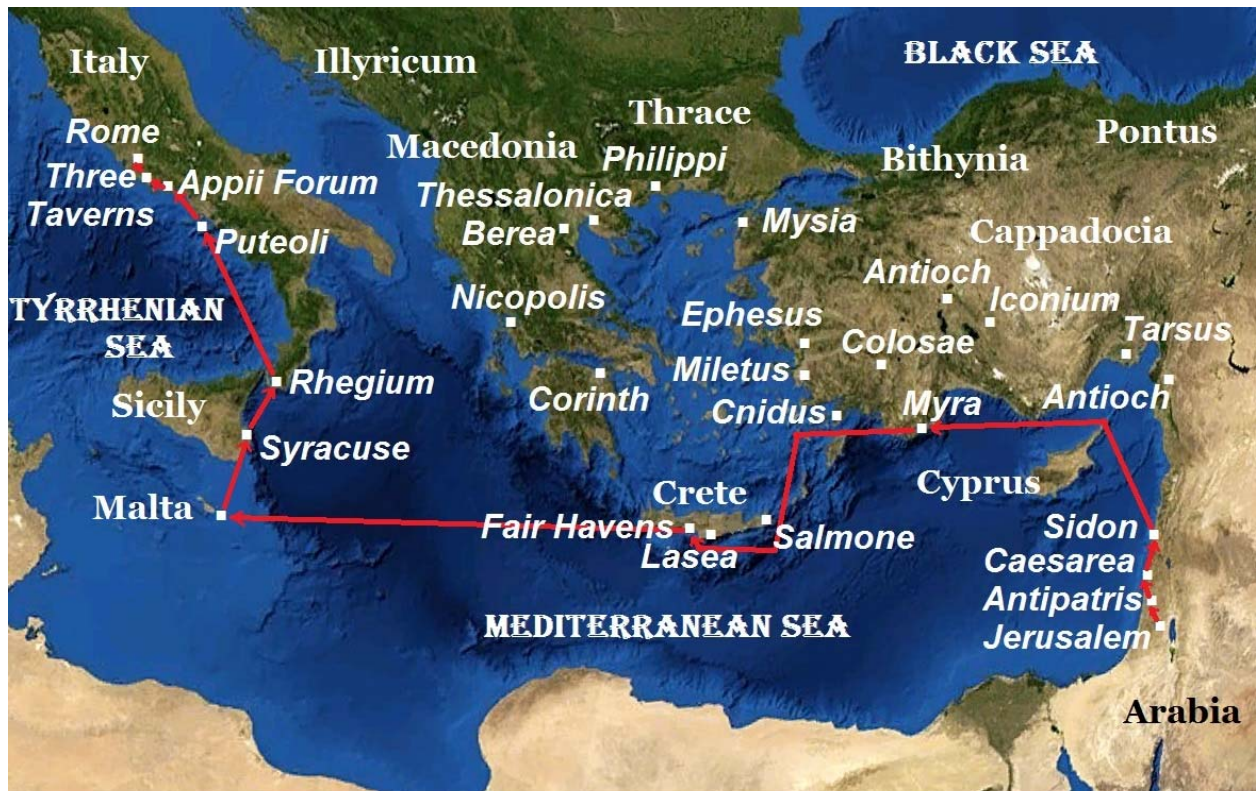 Italy
Illyricum
BLACK SEA
Thrace
Pontus
Rome
Macedonia
Philippi
Bithynia
Three
Taverns
Appii Forum
Thessalonica
Berea
Mysia
Cappadocia
Puteoli
Antioch
Iconium
Nicopolis
TYRRHENIAN
SEA
Ephesus
Colosae
Tarsus
Miletus
Rhegium
Sicily
Corinth
Cnidus
Myra
Antioch
Syracuse
Malta
Crete
Cyprus
Fair Havens
Lasea
Salmone
Sidon
Caesarea
Antipatris
MEDITERRANEAN SEA
Jerusalem
Arabia